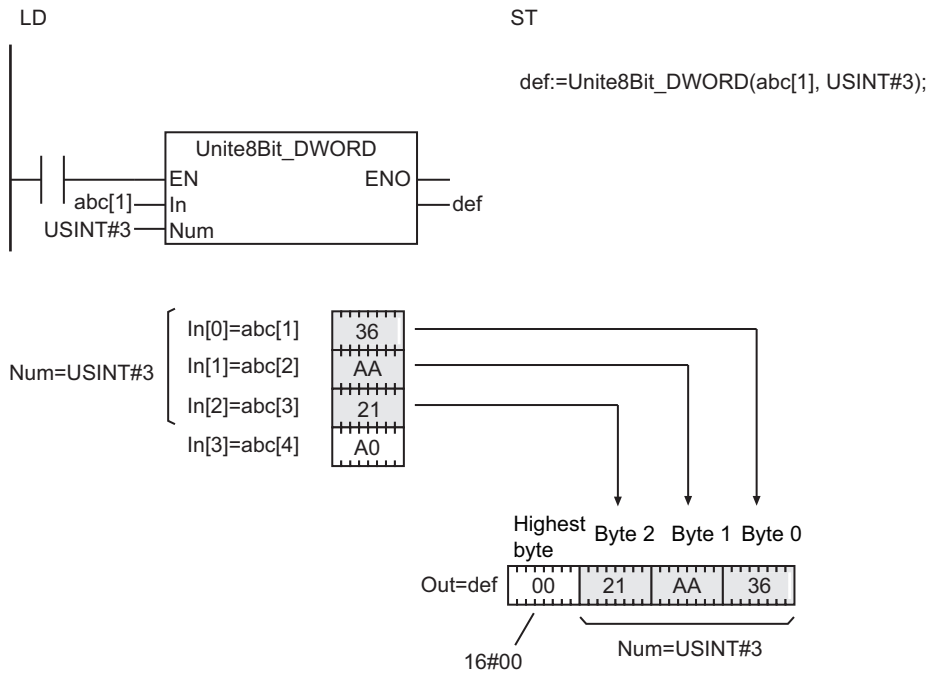 LD
ST
def:=Unite8Bit_DWORD(abc[1], USINT#3);
Unite8Bit_DWORD
EN
ENO
abc[1]
In
def
USINT#3
Num
In[0]=abc[1]
36
Num=USINT#3
In[1]=abc[2]
AA
In[2]=abc[3]
21
In[3]=abc[4]
A0
Highest
byte
Byte 2
Byte 1
Byte 0
Out=def
00
21
AA
36
16#00
Num=USINT#3